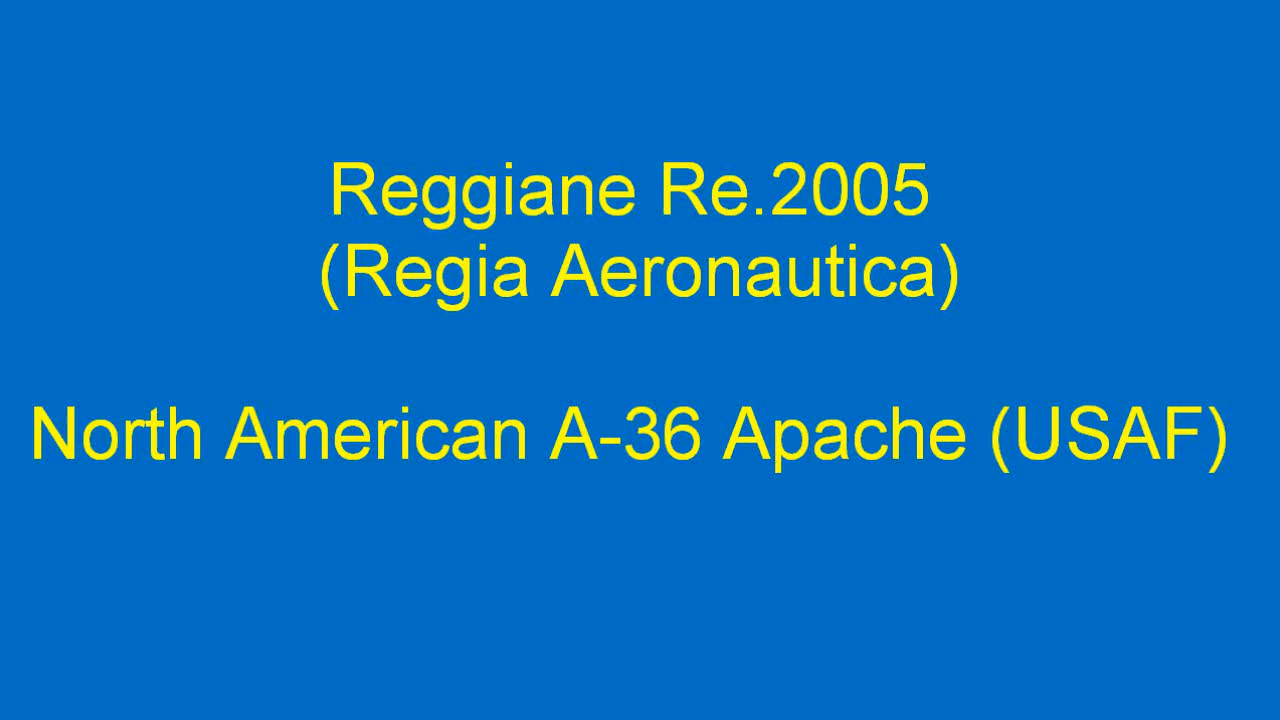 Reggiane Re.2005
(Regia Aeronautica)
North American A-36 Apache (USAF)